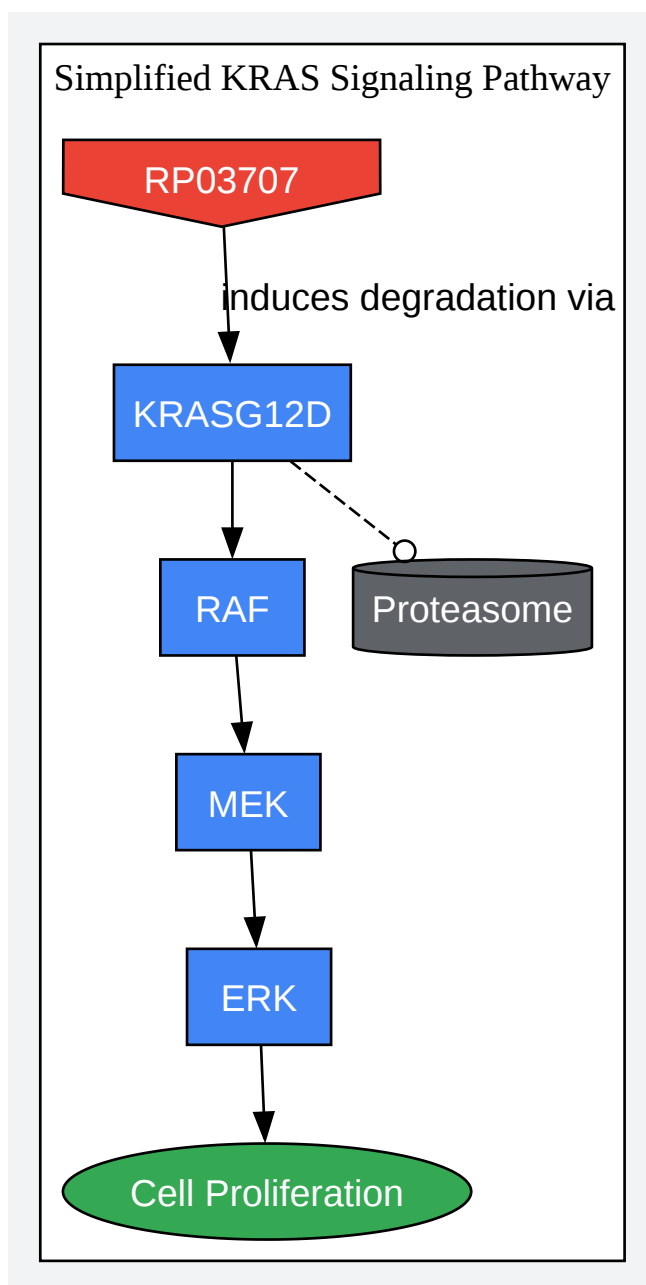 Simplified KRAS Signaling Pathway
RP03707
induces degradation via
KRASG12D
RAF
Proteasome
MEK
ERK
Cell Proliferation